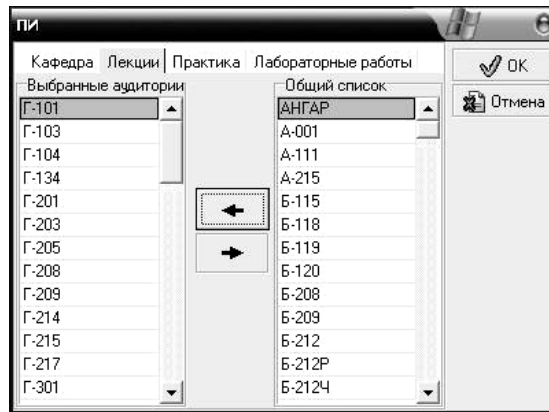 ПИ
Кафедра Лекции Практика Лабораторные работы
OK
Отмена
Выбранные аудитории
Г-101
Г-103
Г-104
Г-134
Г-201
Г-203
Г-205
Г-208
Г-209
Г-214
Г-215
Г-217
Г-301
Общий список
АНГАР
А-001
А-111
А-215
Б-115
Б-118
Б-119
Б-120
Б-208
Б-209
Б-212
Б-212Р
Б-212Ч